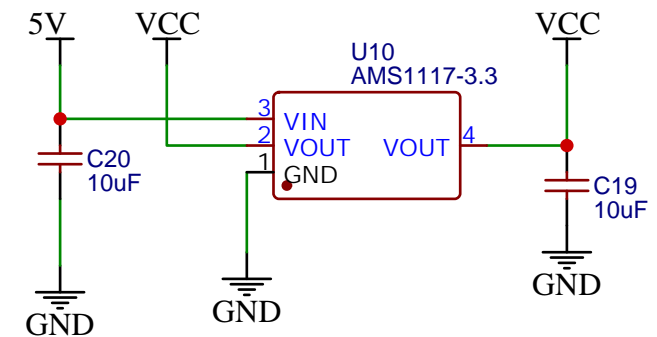 5V
VCC
VCC
U10
AMS1117-3.3
3
VIN
2
VOUT
VOUT
4
1
GND
C20
10uF
C19
10uF
GND
GND
GND